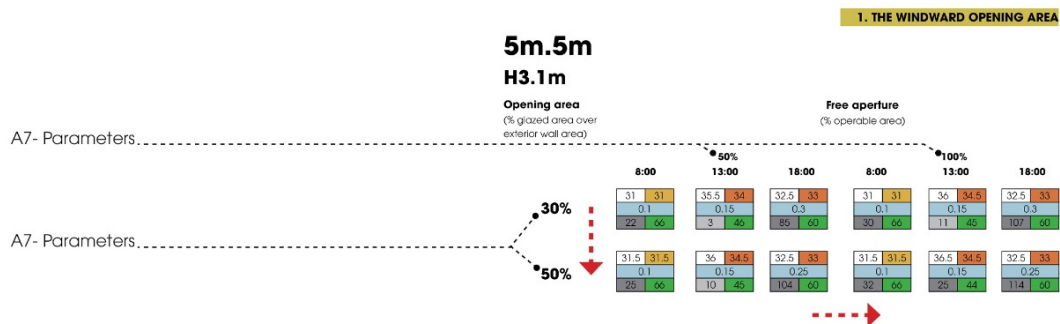 1. THE WINDWARD OPENING AREA
5m.5m
H3.1m
Opening area
(% glazed area over
exterior wall area)
Free aperture
(% operable area)
A7- Parameters
50%
100%
8:00 13:00 18:00 8:00 13:00 18:00
30%
31 31 35.5 34 32.5 33 31 31 36 34.5 32.5 33
0.1 0.15 0.3 0.1 0.15 0.3
22 66 3 46 85 60 30 66 11 45 107 60
A7- Parameters
50%
31.5 31.5 36 34.5 32.5 33 31.5 31.5 36.5 34.5 32.5 33
0.1 0.15 0.25 0.1 0.15 0.25
25 66 10 45 104 60 32 66 25 44 114 60